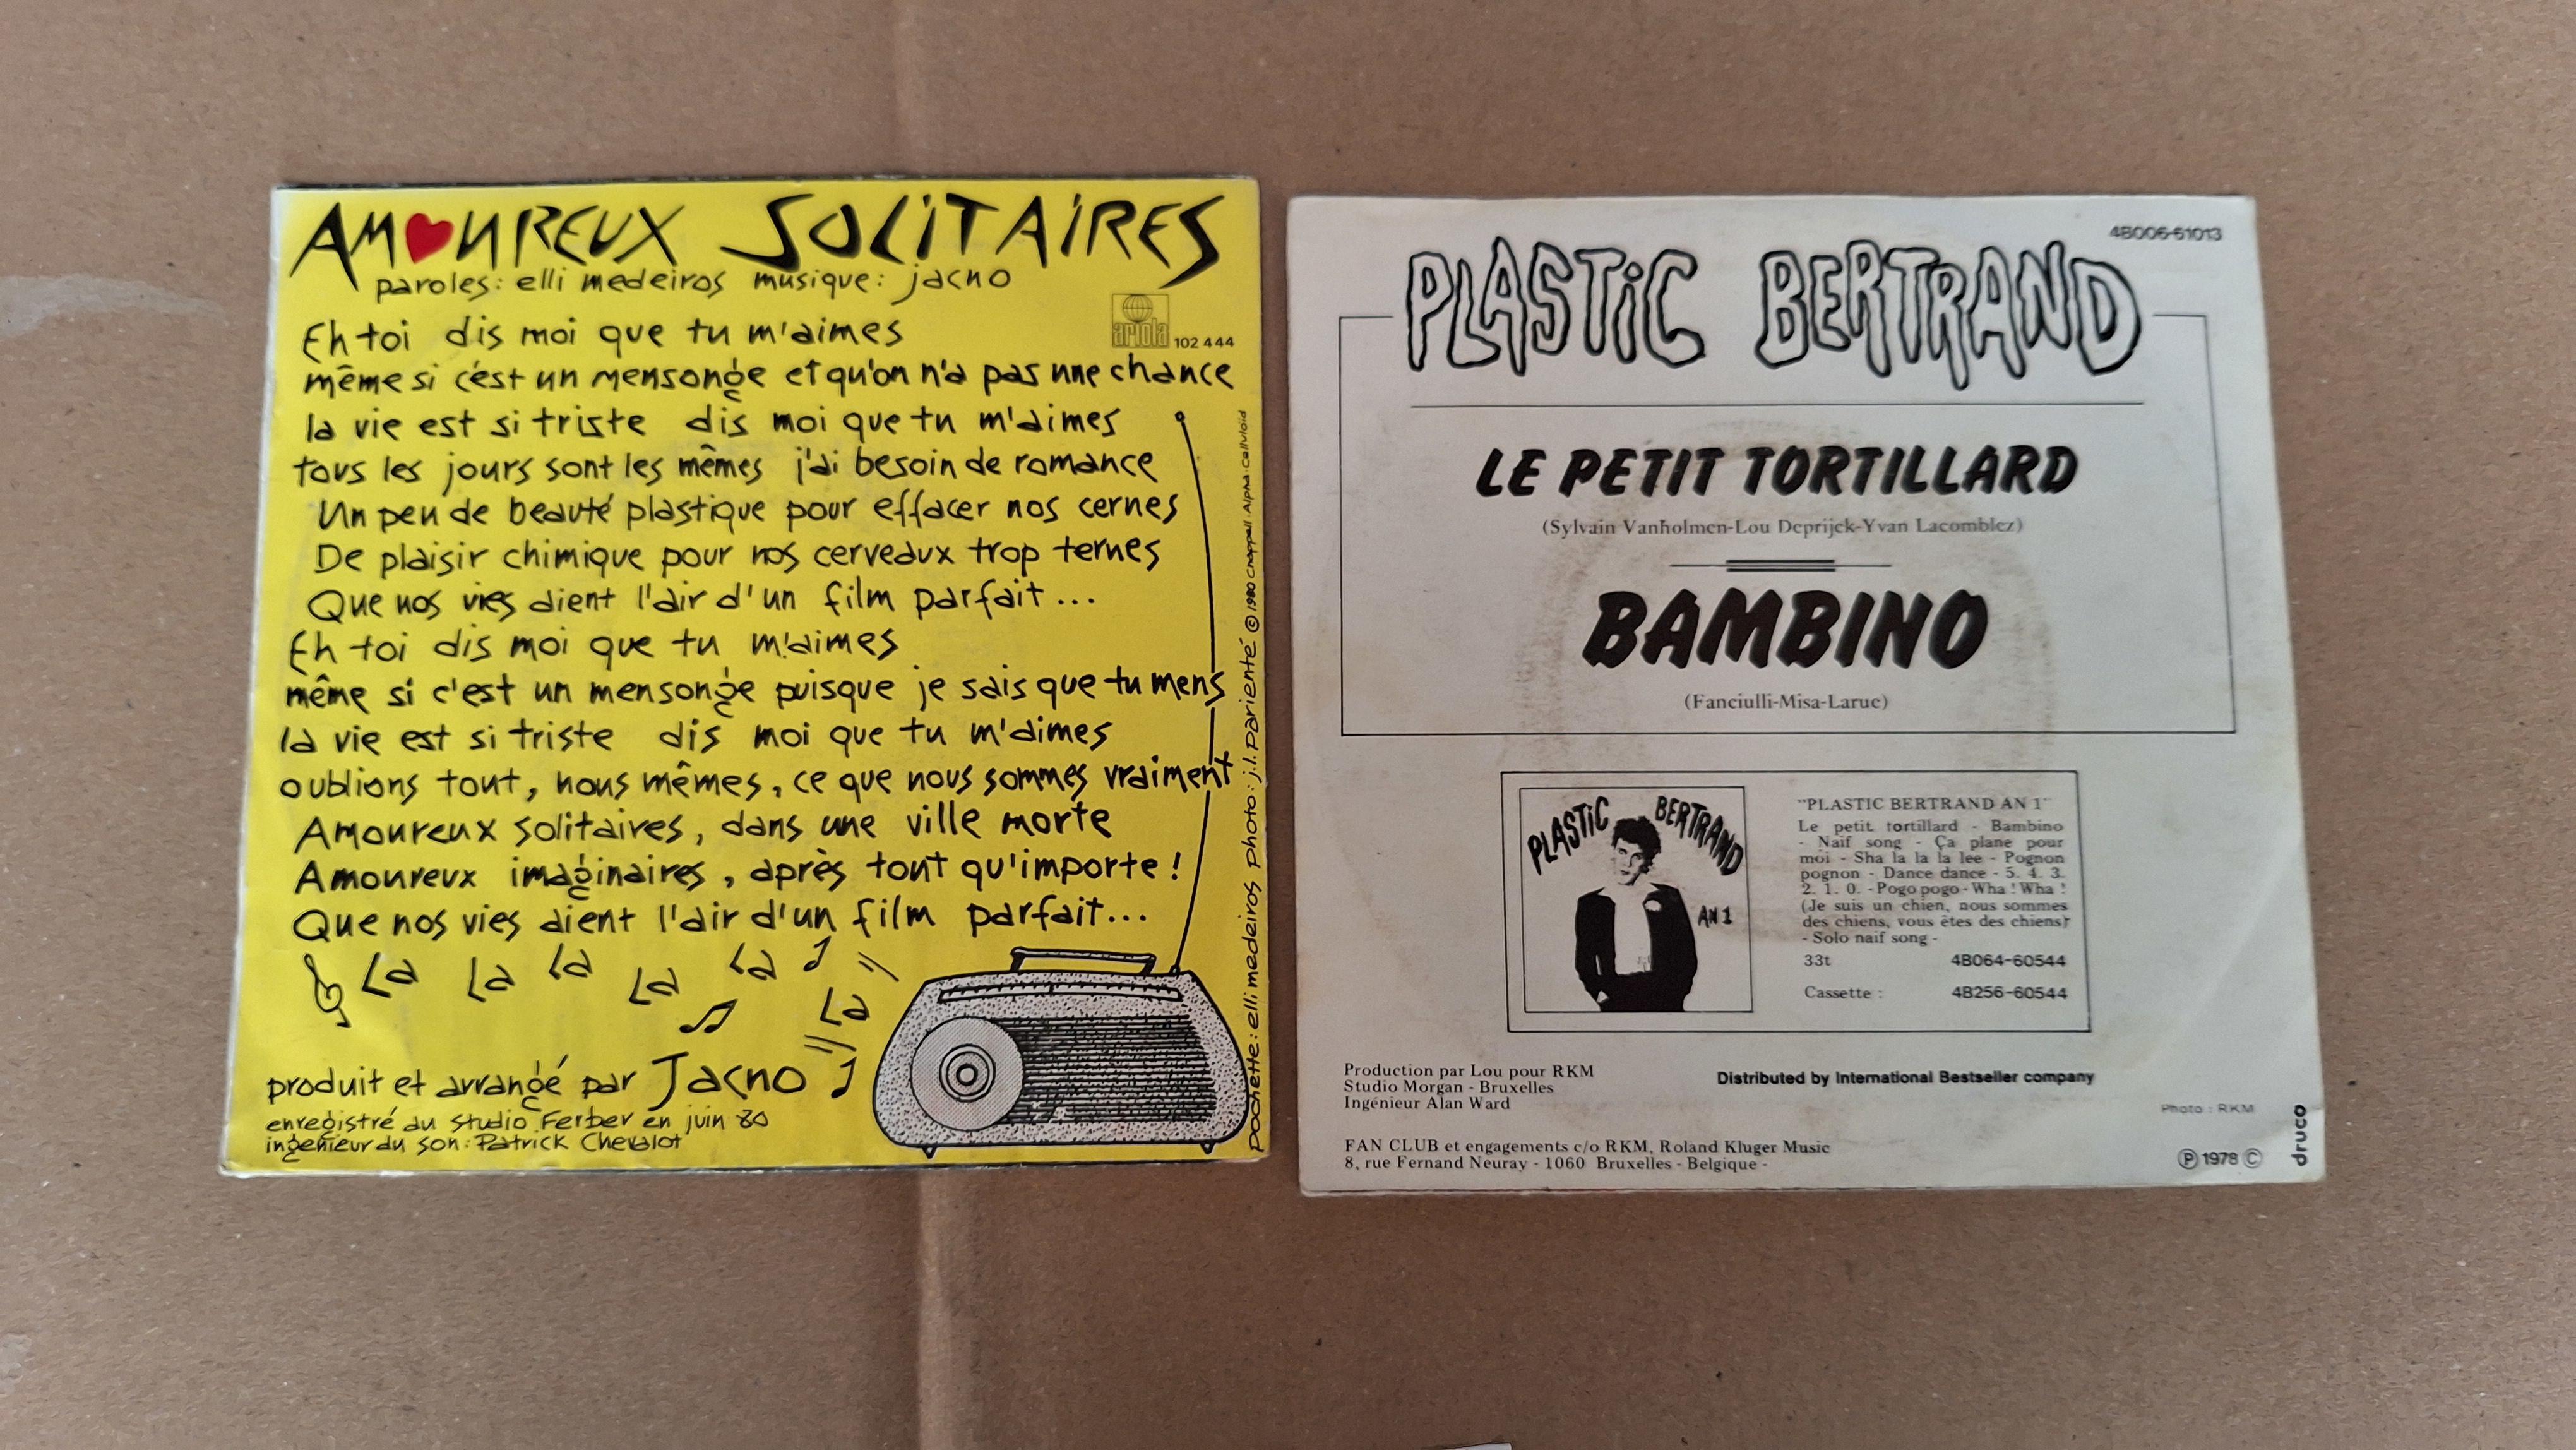 AMOUREUX SOLITAIRES
paroles: elli medeiros musique: jacno
ariola 102 444
Eh toi dis moi que tu m'aimes
même si c'est un mensonge et qu'on n'a pas une chance
la vie est si triste dis moi que tu m'aimes
tous les jours sont les mêmes j'ai besoin de romance
Un peu de beauté plastique pour effacer nos cernes
De plaisir chimique pour nos cerveaux trop ternes
Que nos vies aient l'air d'un film parfait...
Eh toi dis moi que tu m'aimes
même si c'est un mensonge puisque je sais que tu mens
la vie est si triste dis moi que tu m'aimes
oublions tout, nous mêmes, ce que nous sommes vraiment
Amoureux solitaires, dans une ville morte
Amoureux imaginaires, après tout qu'importe !
Que nos vies aient l'air d'un film parfait...
La La La La La La
produit et arrangé par Jacno
enregistré au Studio Ferber en juin 80
ingenieur du son: Patrick Chevalot
pochette: elli medeiros photo: j.l. Parienté © 1980 Chappell. Alpha. Celluloid
4B006-61013
PLASTIC BERTRAND
LE PETIT TORTILLARD
(Sylvain Vanholmen-Lou Deprijck-Yvan Lacomblez)
BAMBINO
(Fanciulli-Misa-Larue)
PLASTIC BERTRAND
AN 1
"PLASTIC BERTRAND AN 1"
Le petit tortillard - Bambino
- Naif song - Ça plane pour
moi - Sha la la la lee - Pognon
pognon - Dance dance - 5. 4. 3.
2. 1. 0. - Pogo pogo - Wha ! Wha !
(Je suis un chien, nous sommes
des chiens, vous êtes des chiens)
- Solo naif song -
33t 4B064-60544
Cassette : 4B256-60544
Production par Lou pour RKM
Studio Morgan - Bruxelles
Ingénieur Alan Ward
Distributed by International Bestseller company
Photo : RKM
FAN CLUB et engagements c/o RKM, Roland Kluger Music
8, rue Fernand Neuray - 1060 Bruxelles - Belgique -
Ⓟ 1978 ©
druco